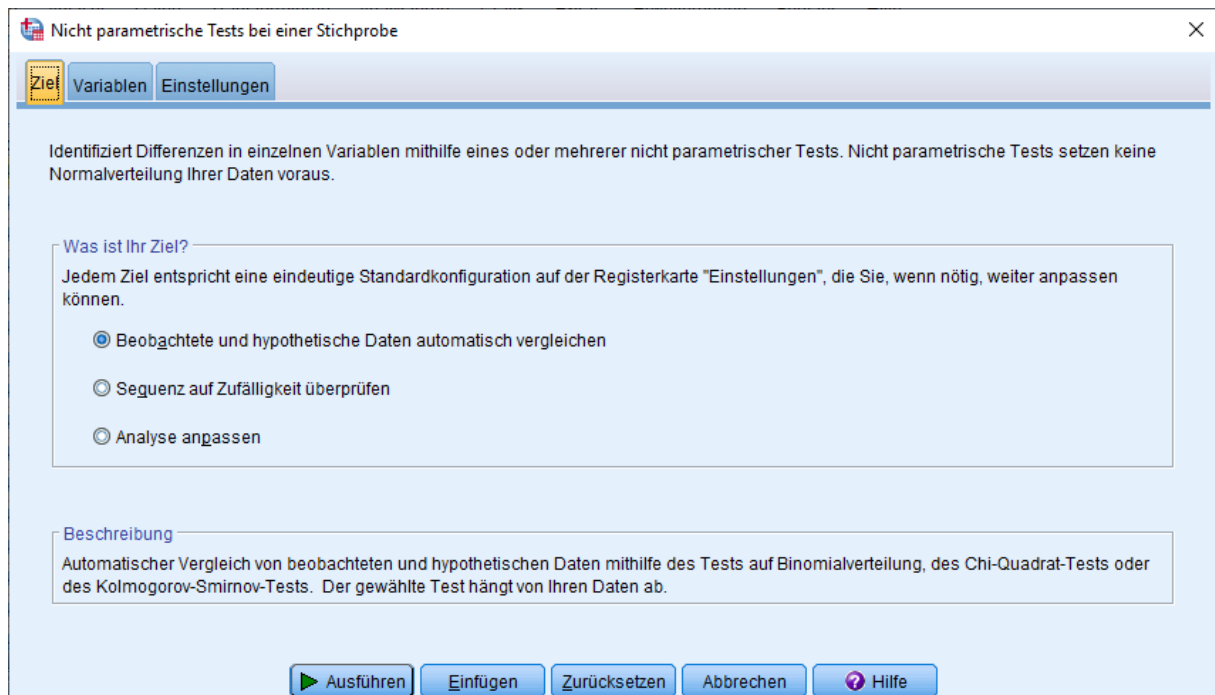 Nicht parametrische Tests bei einer Stichprobe
Ziel Variablen Einstellungen
Identifiziert Differenzen in einzelnen Variablen mithilfe eines oder mehrerer nicht parametrischer Tests. Nicht parametrische Tests setzen keine
Normalverteilung Ihrer Daten voraus.
Was ist Ihr Ziel?
Jedem Ziel entspricht eine eindeutige Standardkonfiguration auf der Registerkarte "Einstellungen", die Sie, wenn nötig, weiter anpassen
können.
Beobachtete und hypothetische Daten automatisch vergleichen
Sequenz auf Zufälligkeit überprüfen
Analyse anpassen
Beschreibung
Automatischer Vergleich von beobachteten und hypothetischen Daten mithilfe des Tests auf Binomialverteilung, des Chi-Quadrat-Tests oder
des Kolmogorov-Smirnov-Tests. Der gewählte Test hängt von Ihren Daten ab.
Ausführen Einfügen Zurücksetzen Abbrechen Hilfe